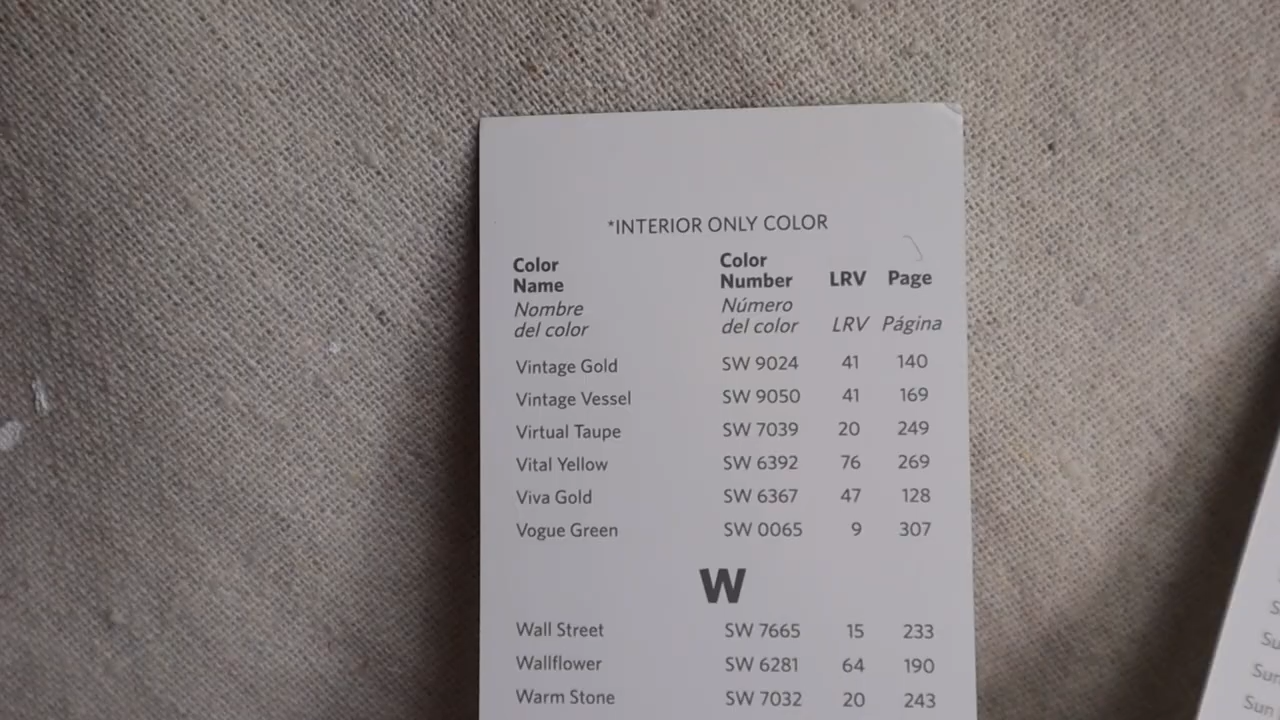 *INTERIOR ONLY COLOR
Color Name Color Number LRV Page
Nombre del color Número del color LRV Página
Vintage Gold SW 9024 41 140
Vintage Vessel SW 9050 41 169
Virtual Taupe SW 7039 20 249
Vital Yellow SW 6392 76 269
Viva Gold SW 6367 47 128
Vogue Green SW 0065 9 307
W
Wall Street SW 7665 15 233
Wallflower SW 6281 64 190
Warm Stone SW 7032 20 243
Sun